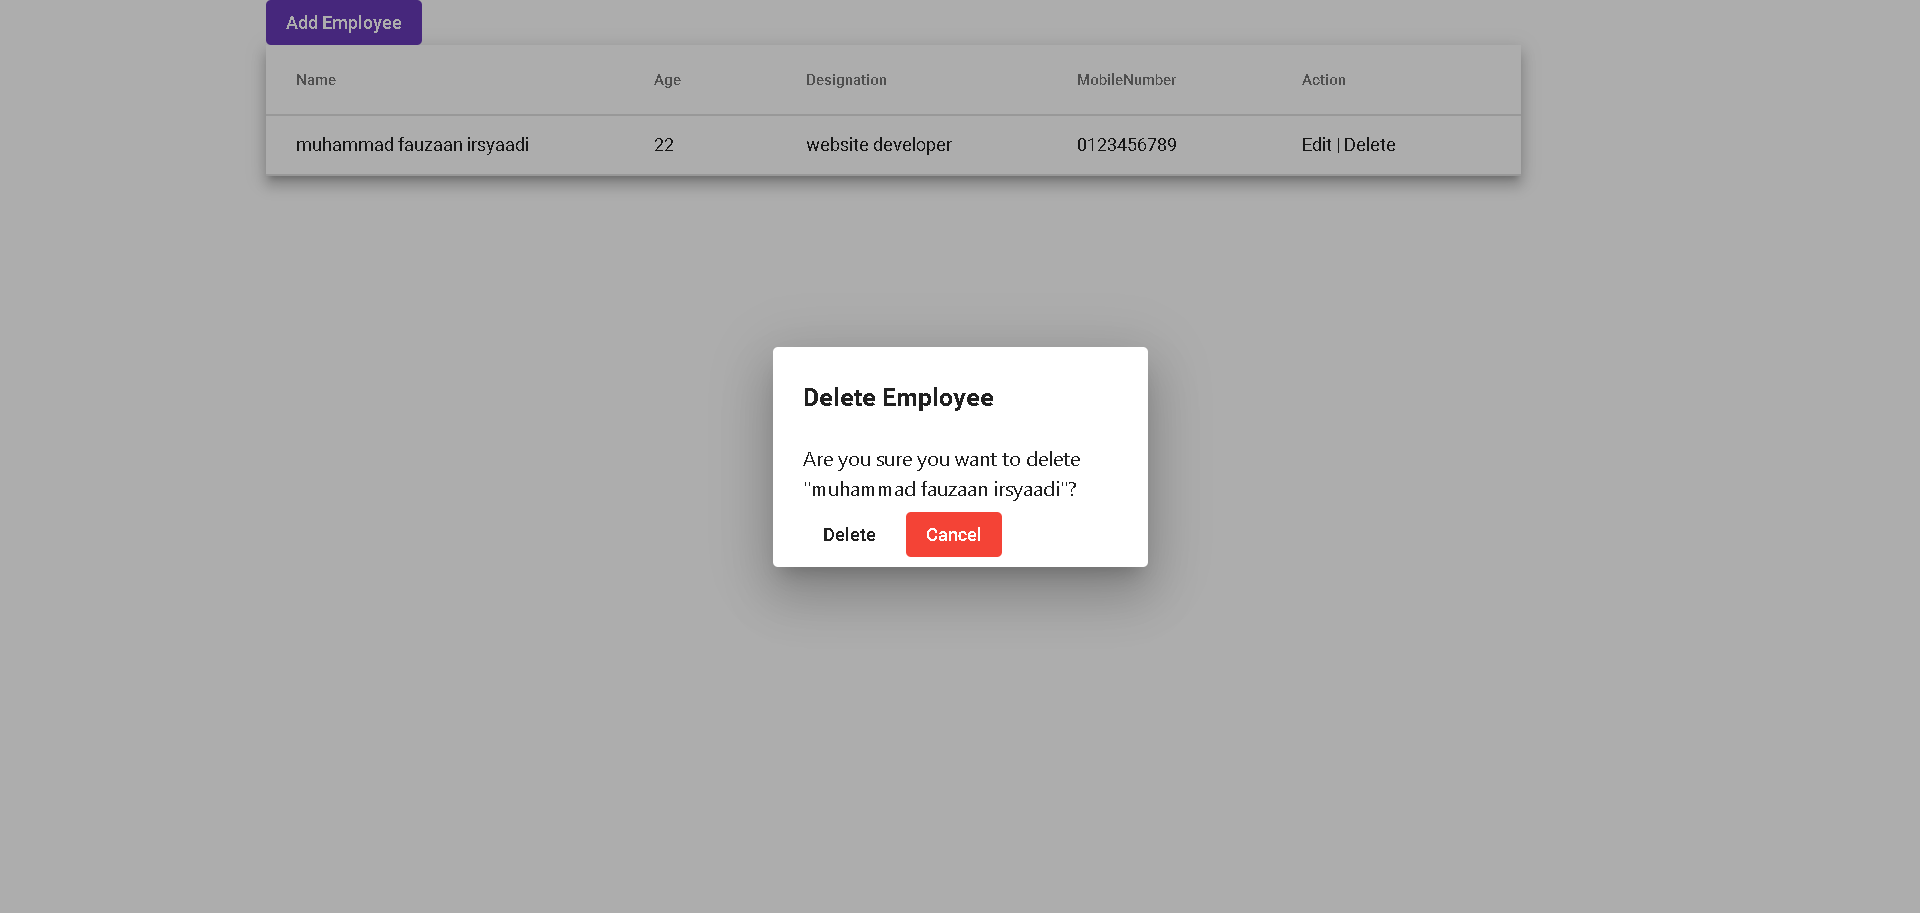 Add Employee
Name Age Designation MobileNumber Action
muhammad fauzaan irsyaadi 22 website developer 0123456789 Edit | Delete
Delete Employee
Are you sure you want to delete
"muhammad fauzaan irsyaadi"?
Delete Cancel